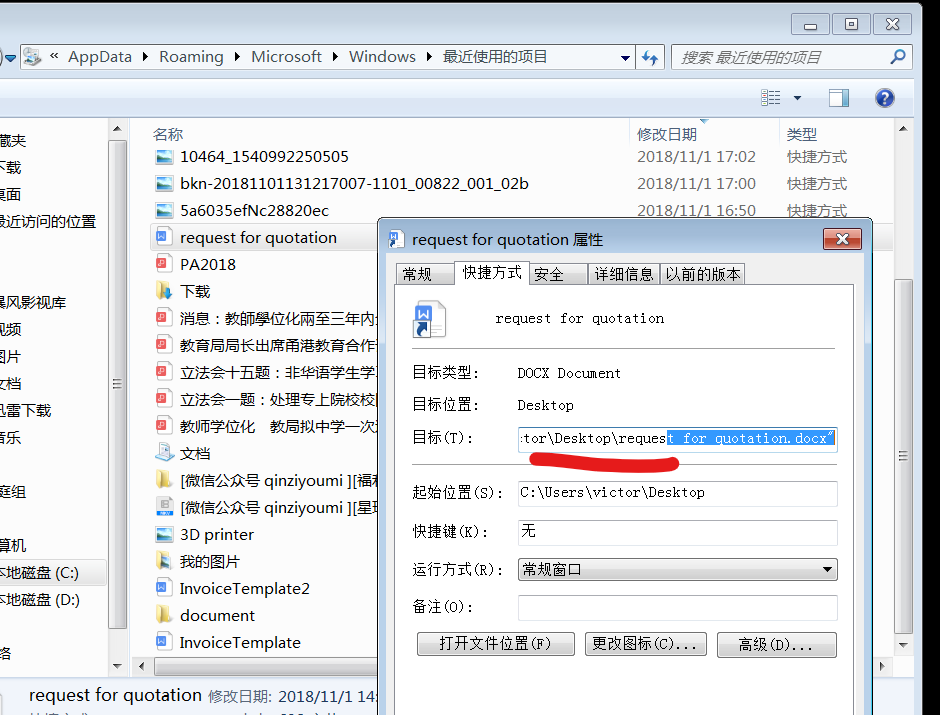 « AppData Roaming Microsoft Windows 最近使用的项目
搜索 最近使用的项目
名称 修改日期 类型
10464_1540992250505 2018/11/1 17:02 快捷方式
bkn-20181101131217007-1101_00822_001_02b 2018/11/1 17:00 快捷方式
5a6035efNc28820ec 2018/11/1 16:50 快捷方式
request for quotation
PA2018
下载
消息：教師學位化兩至三年内
教育局局长出席甬港教育合作
立法会十五题：非华语学生学
立法会一题：处理专上院校校
教师学位化 教局拟中学一次
文档
[微信公众号 qinziyoumi ][福利
[微信公众号 qinziyoumi ][星
3D printer
我的图片
InvoiceTemplate2
document
InvoiceTemplate
藏夹
下载
桌面
最近访问的位置
暴风影视库
视频
图片
文档
迅雷下载
音乐
庭组
算机
本地磁盘 (C:)
本地磁盘 (D:)
络
request for quotation 属性
常规 快捷方式 安全 详细信息 以前的版本
request for quotation
目标类型: DOCX Document
目标位置: Desktop
目标(T): tor\Desktop\request for quotation.docx"
起始位置(S): C:\Users\victor\Desktop
快捷键(K): 无
运行方式(R): 常规窗口
备注(O):
打开文件位置(F) 更改图标(C)... 高级(D)...
request for quotation 修改日期: 2018/11/1 14: